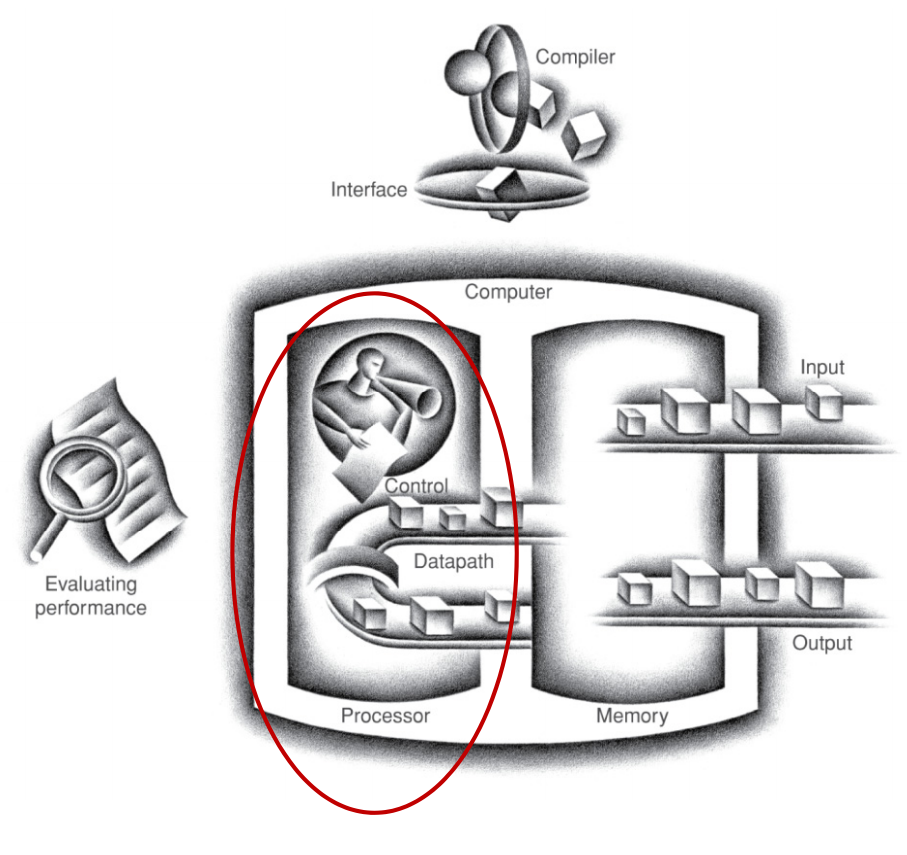 Compiler
Interface
Computer
Input
Control
Datapath
Evaluating
performance
Output
Processor
Memory